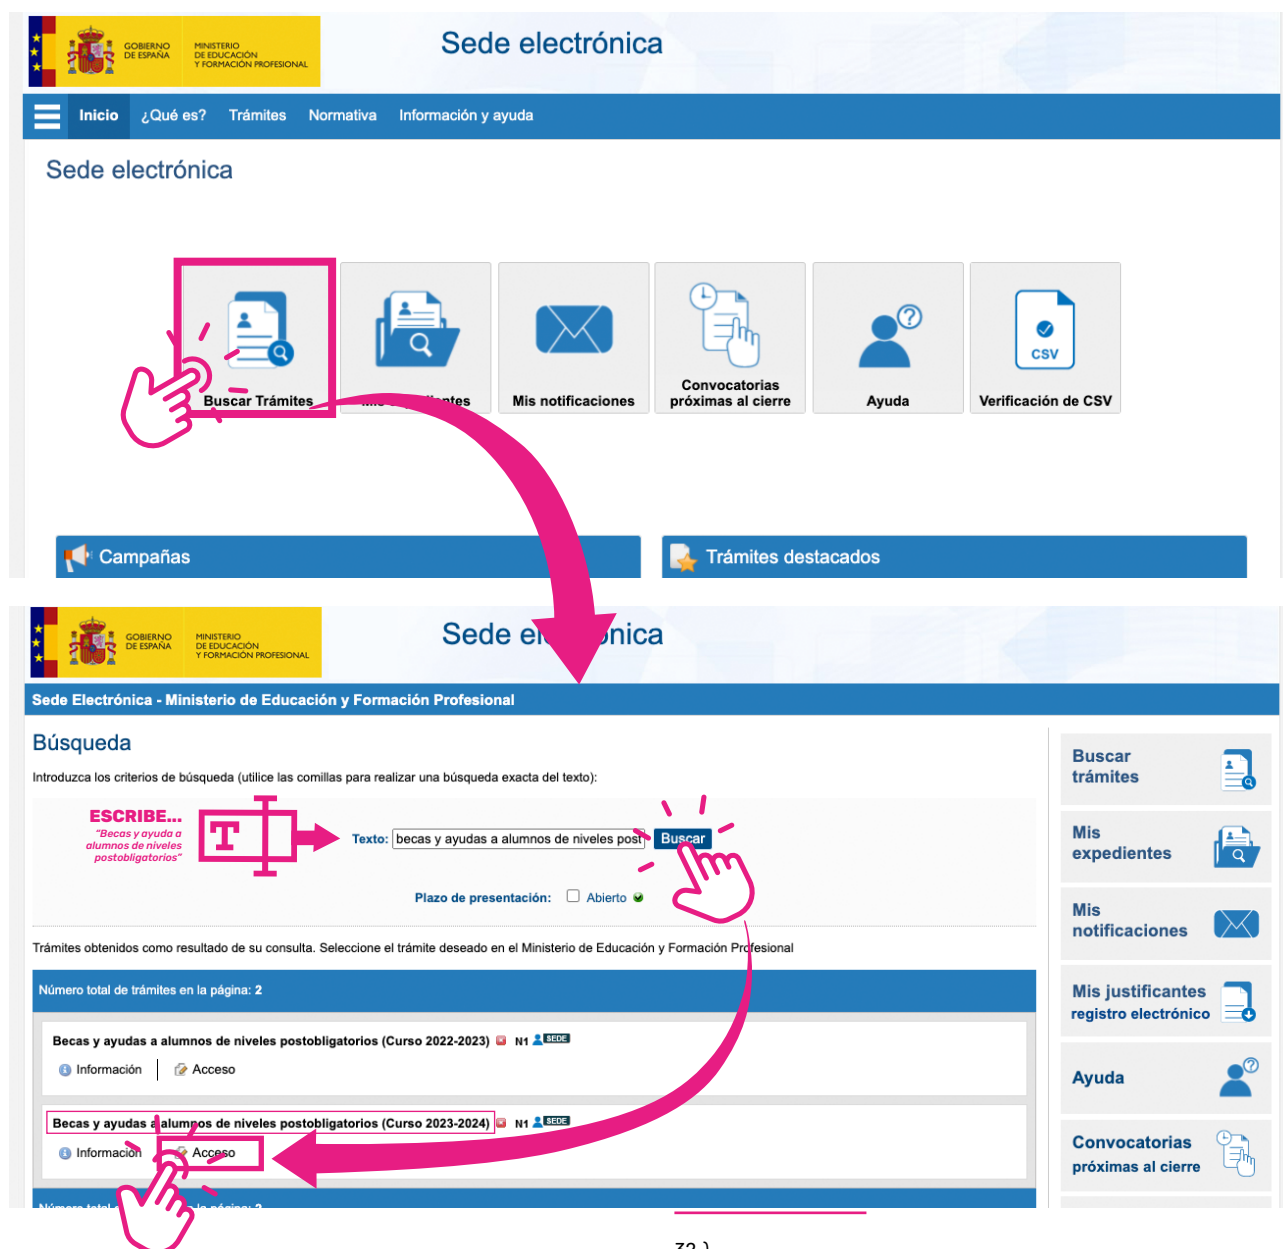 GOBIERNO
DE ESPAÑA
MINISTERIO
DE EDUCACIÓN
Y FORMACIÓN PROFESIONAL
Sede electrónica
Inicio ¿Qué es? Trámites Normativa Información y ayuda
Sede electrónica
Buscar Trámites
Mis notificaciones
Convocatorias
próximas al cierre
Ayuda
CSV
Verificación de CSV
Campañas
Trámites destacados
GOBIERNO
DE ESPAÑA
MINISTERIO
DE EDUCACIÓN
Y FORMACIÓN PROFESIONAL
Sede electrónica
Sede Electrónica - Ministerio de Educación y Formación Profesional
Búsqueda
Introduzca los criterios de búsqueda (utilice las comillas para realizar una búsqueda exacta del texto):
ESCRIBE...
"Becas y ayuda a
alumnos de niveles
postobligatorios"
T
Texto: becas y ayudas a alumnos de niveles post Buscar
Plazo de presentación: Abierto
Trámites obtenidos como resultado de su consulta. Seleccione el trámite deseado en el Ministerio de Educación y Formación Profesional
Número total de trámites en la página: 2
Becas y ayudas a alumnos de niveles postobligatorios (Curso 2022-2023) N1 SEDE
Información Acceso
Becas y ayudas a alumnos de niveles postobligatorios (Curso 2023-2024) N1 SEDE
Información Acceso
Buscar
trámites
Mis
expedientes
Mis
notificaciones
Mis justificantes
registro electrónico
Ayuda
Convocatorias
próximas al cierre